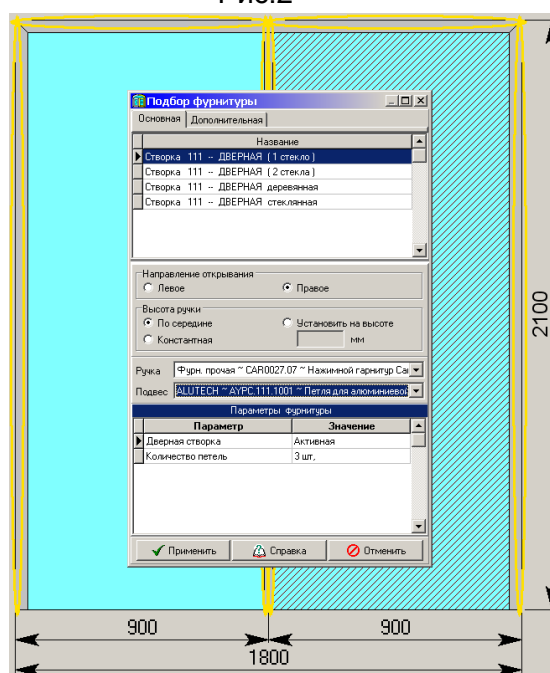 Рис.2
Подбор фурнитуры
Основная Дополнительная
Название
Створка 111 -- ДВЕРНАЯ ( 1 стекло )
Створка 111 -- ДВЕРНАЯ ( 2 стекла )
Створка 111 -- ДВЕРНАЯ деревянная
Створка 111 -- ДВЕРНАЯ стеклянная
Направление открывания
Левое Правое
Высота ручки
По середине Установить на высоте
Константная мм
Ручка Фурн. прочая ~ CAR0027.07 ~ Нажимной гарнитур Car
Подвес ALUTECH ~ AYPC.111.1001 ~ Петля для алюминиевой
Параметры фурнитуры
Параметр Значение
Дверная створка Активная
Количество петель 3 шт,
Применить Справка Отменить
2100
900 900
1800